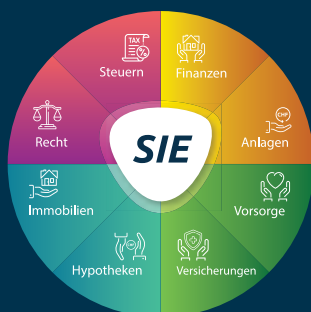 TAX
Steuern
Finanzen
CHF
Recht
SIE
Anlagen
Immobilien
Vorsorge
Hypotheken
Versicherungen